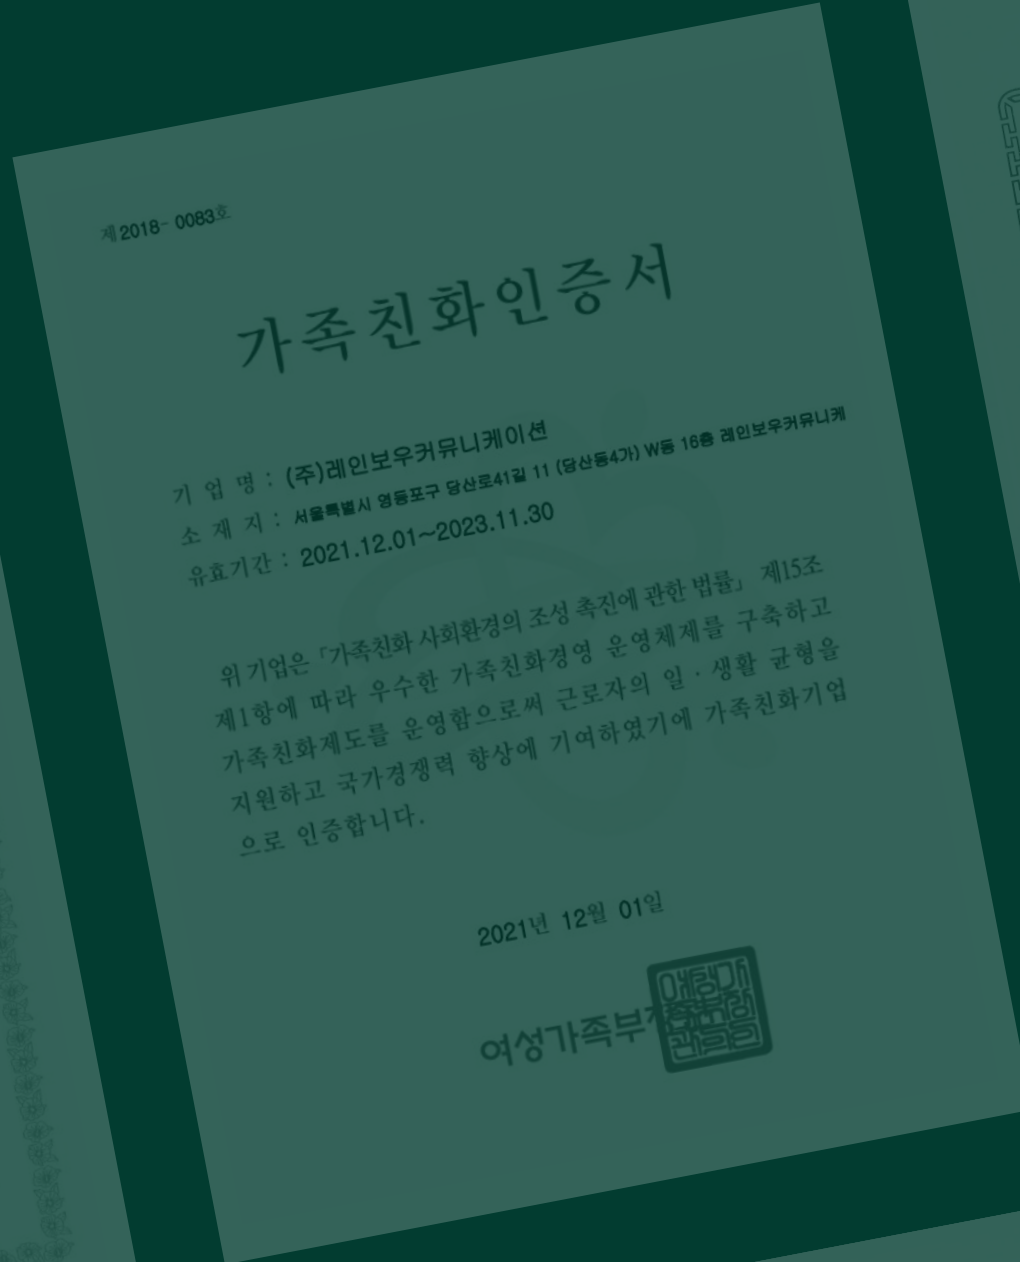 제 2018- 0083호
가족친화인증서
기 업 명 : (주)레인보우커뮤니케이션
소 재 지 : 서울특별시 영등포구 당산로41길 11 (당산동4가) W동 16층 레인보우커뮤니케
유효기간 : 2021.12.01~2023.11.30
위 기업은 「가족친화 사회환경의 조성 촉진에 관한 법률」 제15조
제1항에 따라 우수한 가족친화경영 운영체제를 구축하고
가족친화제도를 운영함으로써 근로자의 일 · 생활 균형을
지원하고 국가경쟁력 향상에 기여하였기에 가족친화기업
으로 인증합니다.
2021년 12월 01일
여성가족부